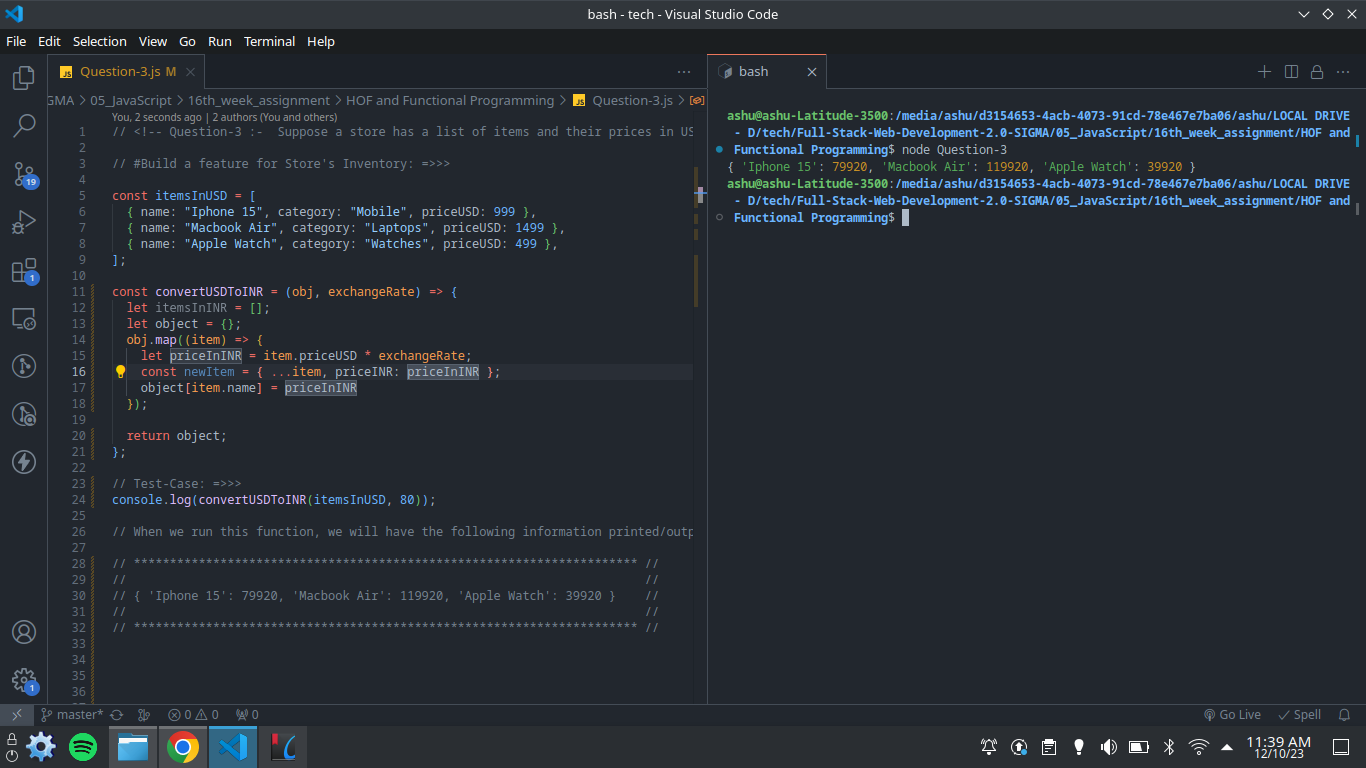 bash - tech - Visual Studio Code
File Edit Selection View Go Run Terminal Help
Question-3.js M
GMA > 05_JavaScript > 16th_week_assignment > HOF and Functional Programming > JS Question-3.js >
You, 2 seconds ago | 2 authors (You and others)
1 // <!-- Question-3 :- Suppose a store has a list of items and their prices in US
2
3 // #Build a feature for Store's Inventory: =>>>
4
5 const itemsInUSD = [
6 { name: "Iphone 15", category: "Mobile", priceUSD: 999 },
7 { name: "Macbook Air", category: "Laptops", priceUSD: 1499 },
8 { name: "Apple Watch", category: "Watches", priceUSD: 499 },
9 ];
10
11 const convertUSDToINR = (obj, exchangeRate) => {
12 let itemsInINR = [];
13 let object = {};
14 obj.map((item) => {
15 let priceInINR = item.priceUSD * exchangeRate;
16 const newItem = { ...item, priceINR: priceInINR };
17 object[item.name] = priceInINR
18 });
19
20 return object;
21 };
22
23 // Test-Case: =>>>
24 console.log(convertUSDToINR(itemsInUSD, 80));
25
26 // When we run this function, we will have the following information printed/outp
27
28 // ********************************************************************** //
29 // //
30 // { 'Iphone 15': 79920, 'Macbook Air': 119920, 'Apple Watch': 39920 } //
31 // //
32 // ********************************************************************** //
33
34
35
36
bash
ashu@ashu-Latitude-3500:/media/ashu/d3154653-4acb-4073-91cd-78e467e7ba06/ashu/LOCAL DRIVE
- D/tech/Full-Stack-Web-Development-2.0-SIGMA/05_JavaScript/16th_week_assignment/HOF and
Functional Programming$ node Question-3
{ 'Iphone 15': 79920, 'Macbook Air': 119920, 'Apple Watch': 39920 }
ashu@ashu-Latitude-3500:/media/ashu/d3154653-4acb-4073-91cd-78e467e7ba06/ashu/LOCAL DRIVE
- D/tech/Full-Stack-Web-Development-2.0-SIGMA/05_JavaScript/16th_week_assignment/HOF and
Functional Programming$
19
1
1
master* 0 0 0 Go Live Spell
11:39 AM
12/10/23